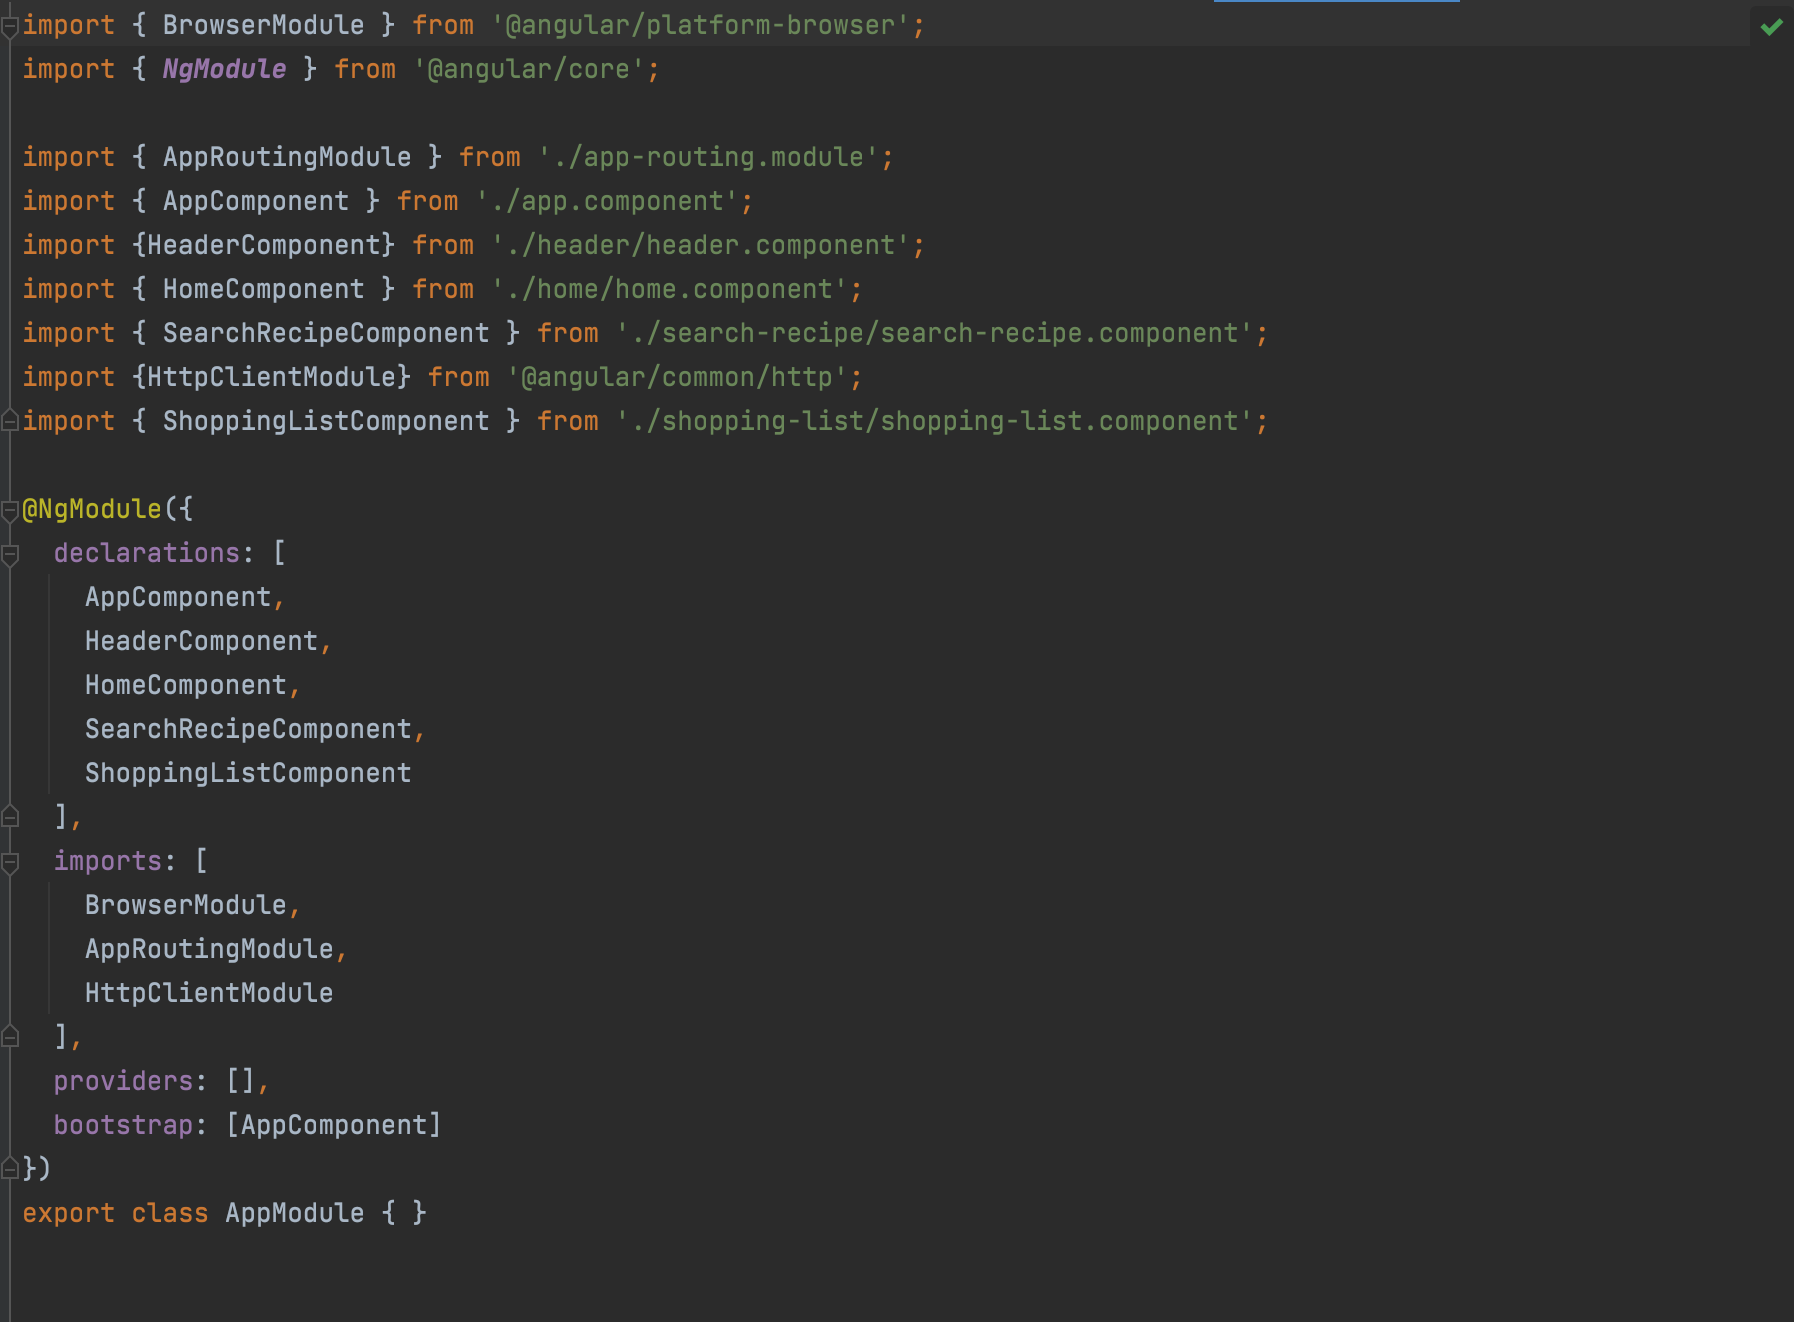 import { BrowserModule } from '@angular/platform-browser';
import { NgModule } from '@angular/core';

import { AppRoutingModule } from './app-routing.module';
import { AppComponent } from './app.component';
import {HeaderComponent} from './header/header.component';
import { HomeComponent } from './home/home.component';
import { SearchRecipeComponent } from './search-recipe/search-recipe.component';
import {HttpClientModule} from '@angular/common/http';
import { ShoppingListComponent } from './shopping-list/shopping-list.component';

@NgModule({
  declarations: [
    AppComponent,
    HeaderComponent,
    HomeComponent,
    SearchRecipeComponent,
    ShoppingListComponent
  ],
  imports: [
    BrowserModule,
    AppRoutingModule,
    HttpClientModule
  ],
  providers: [],
  bootstrap: [AppComponent]
})
export class AppModule { }